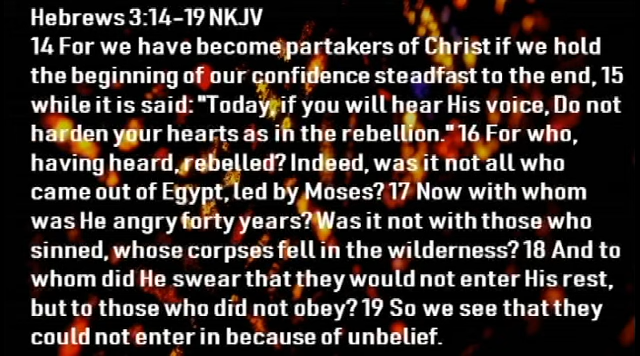 Hebrews 3:14-19 NKJV
14 For we have become partakers of Christ if we hold
the beginning of our confidence steadfast to the end, 15
while it is said: "Today, if you will hear His voice, Do not
harden your hearts as in the rebellion." 16 For who,
having heard, rebelled? Indeed, was it not all who
came out of Egypt, led by Moses? 17 Now with whom
was He angry forty years? Was it not with those who
sinned, whose corpses fell in the wilderness? 18 And to
whom did He swear that they would not enter His rest,
but to those who did not obey? 19 So we see that they
could not enter in because of unbelief.